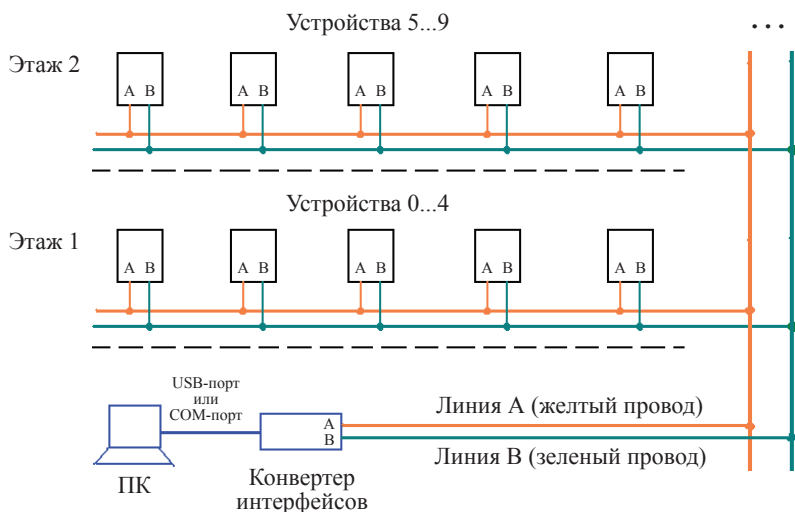 Устройства 5...9
...
Этаж 2
A B A B A B A B A B
Устройства 0...4
Этаж 1
A B A B A B A B A B
USB-порт
или
COM-порт
A
B
Линия A (желтый провод)
Линия B (зеленый провод)
ПК
Конвертер
интерфейсов